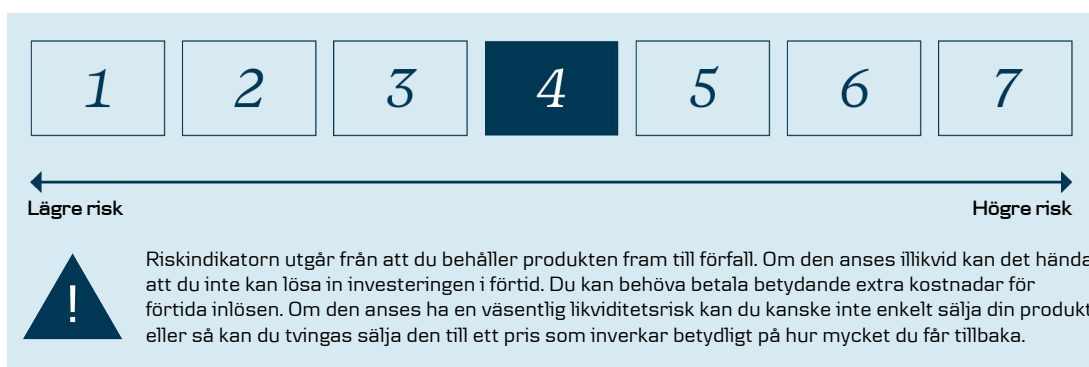 1 2 3 4 5 6 7
Lägre risk Högre risk
Riskindikatorn utgår från att du behåller produkten fram till förfall. Om den anses illikvid kan det hända
att du inte kan lösa in investeringen i förtid. Du kan behöva betala betydande extra kostnadar för
förtida inlösen. Om den anses ha en väsentlig likviditetsrisk kan du kanske inte enkelt sälja din produkt
eller så kan du tvingas sälja den till ett pris som inverkar betydligt på hur mycket du får tillbaka.
!